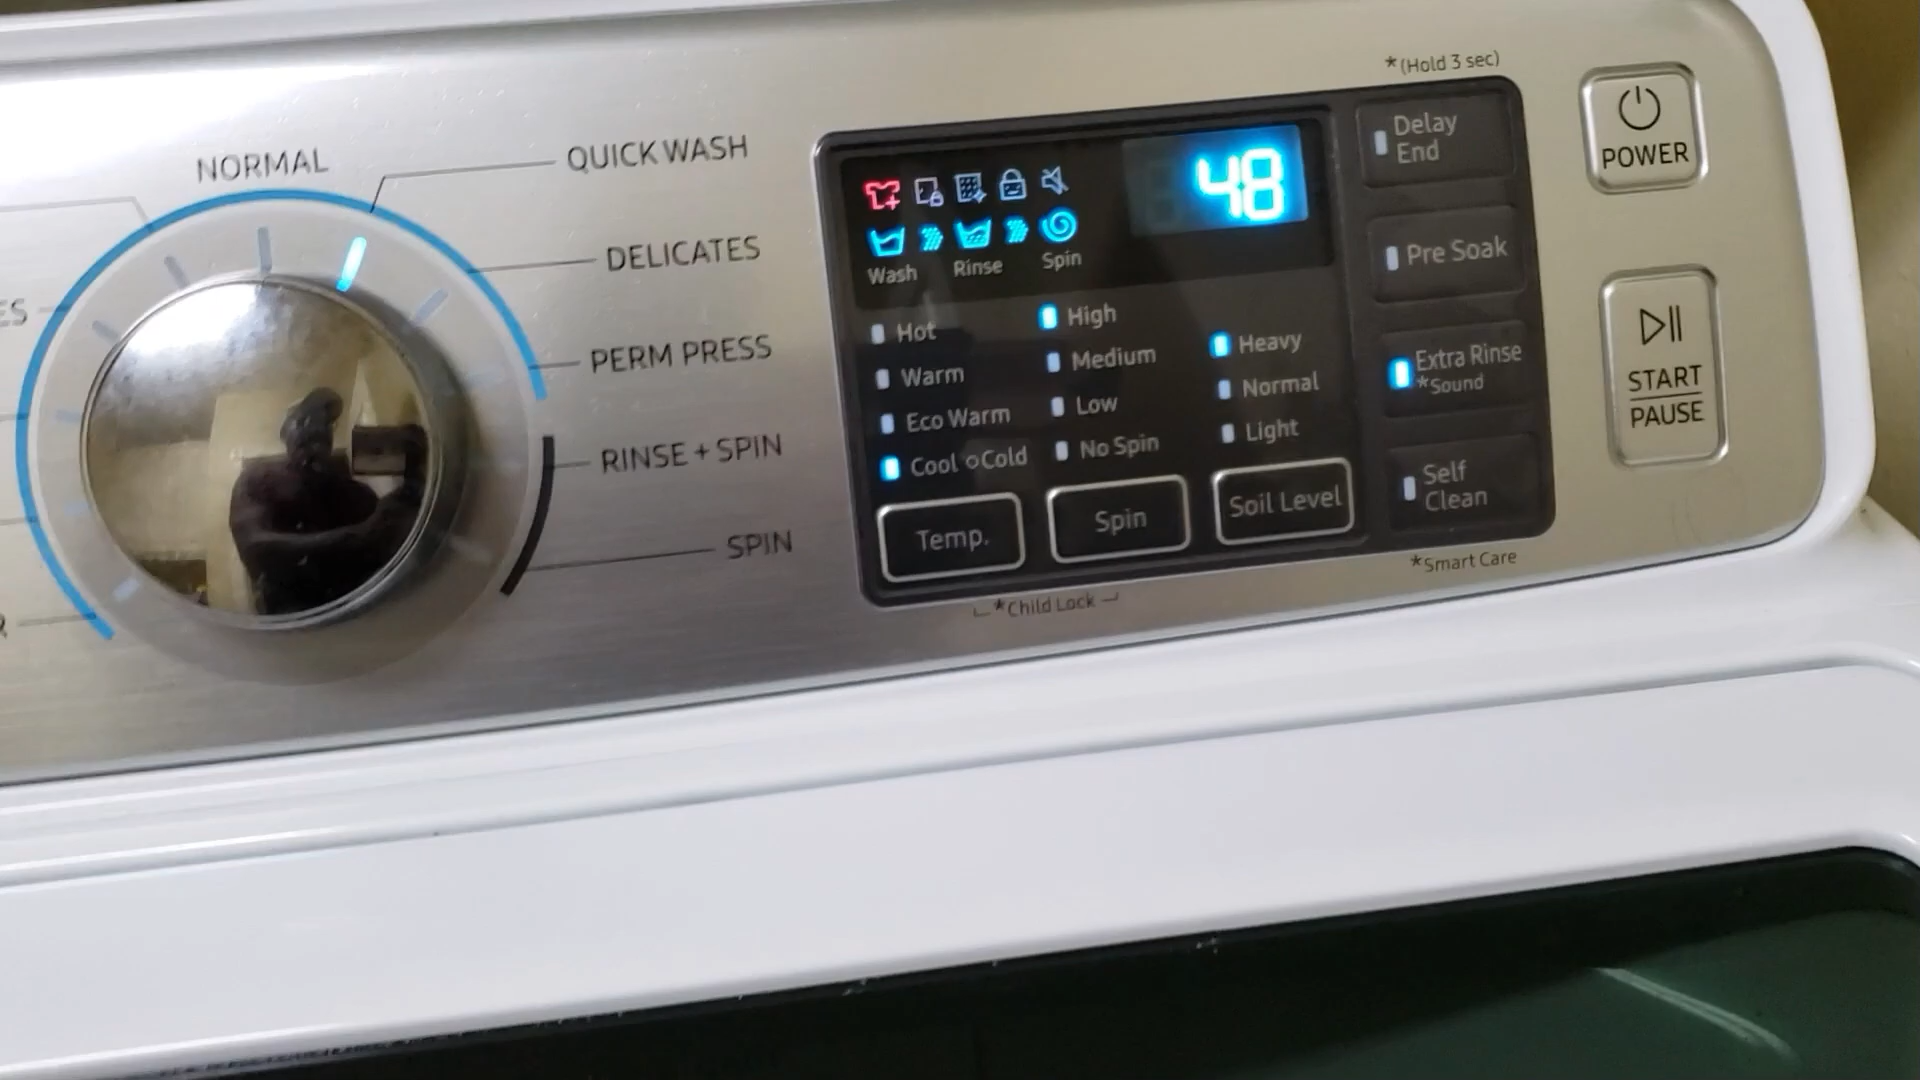 *(Hold 3 sec)
NORMAL
QUICK WASH
DELICATES
PERM PRESS
RINSE + SPIN
SPIN
48
Wash
Rinse
Spin
Hot
Warm
Eco Warm
Cool Cold
Temp.
High
Medium
Low
No Spin
Spin
Heavy
Normal
Light
Soil Level
*Child Lock
Delay
End
Pre Soak
Extra Rinse
*Sound
Self
Clean
*Smart Care
POWER
START
PAUSE